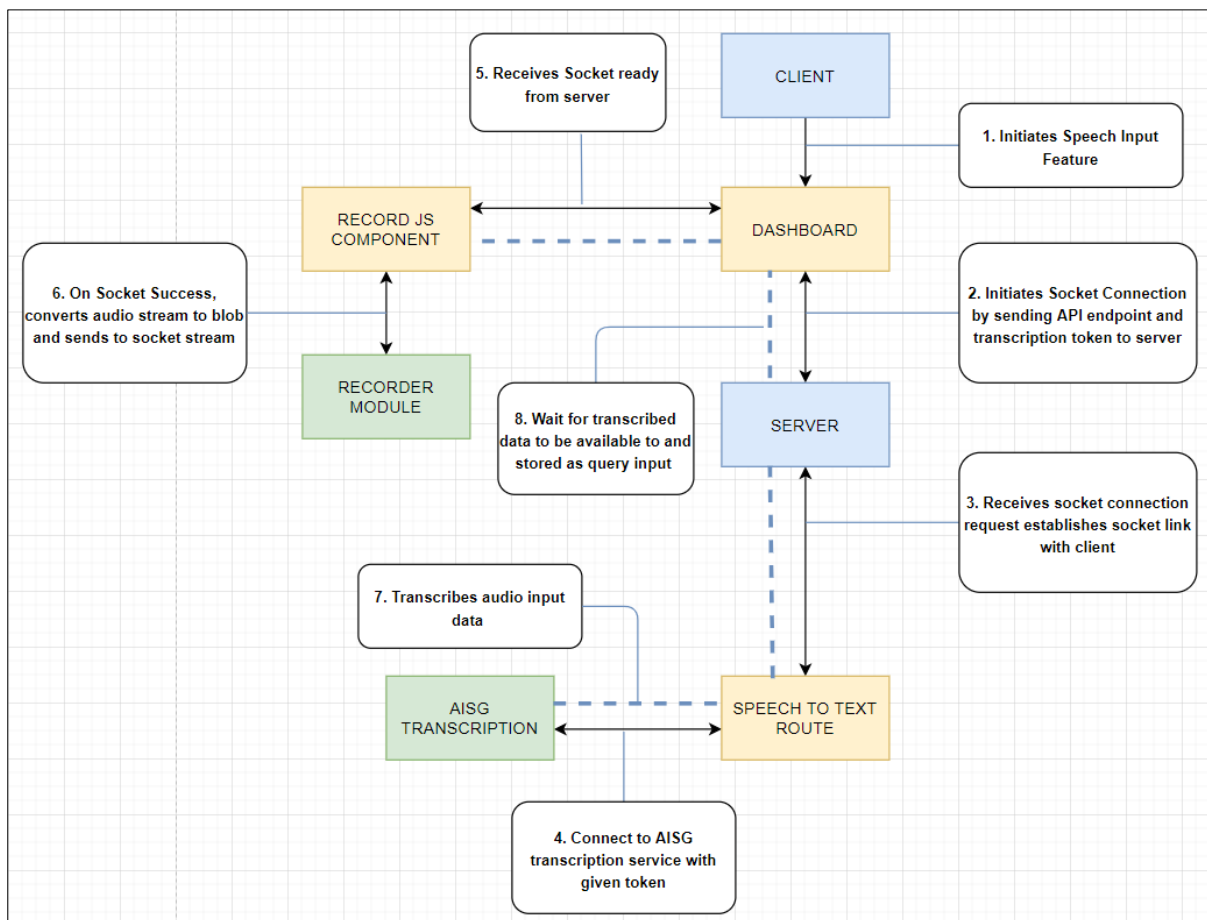 CLIENT
5. Receives Socket ready
from server
1. Initiates Speech Input
Feature
RECORD JS
COMPONENT
DASHBOARD
6. On Socket Success,
converts audio stream to blob
and sends to socket stream
2. Initiates Socket Connection
by sending API endpoint and
transcription token to server
RECORDER
MODULE
8. Wait for transcribed
data to be available to and
stored as query input
SERVER
3. Receives socket connection
request establishes socket link
with client
7. Transcribes audio input
data
AISG
TRANSCRIPTION
SPEECH TO TEXT
ROUTE
4. Connect to AISG
transcription service with
given token